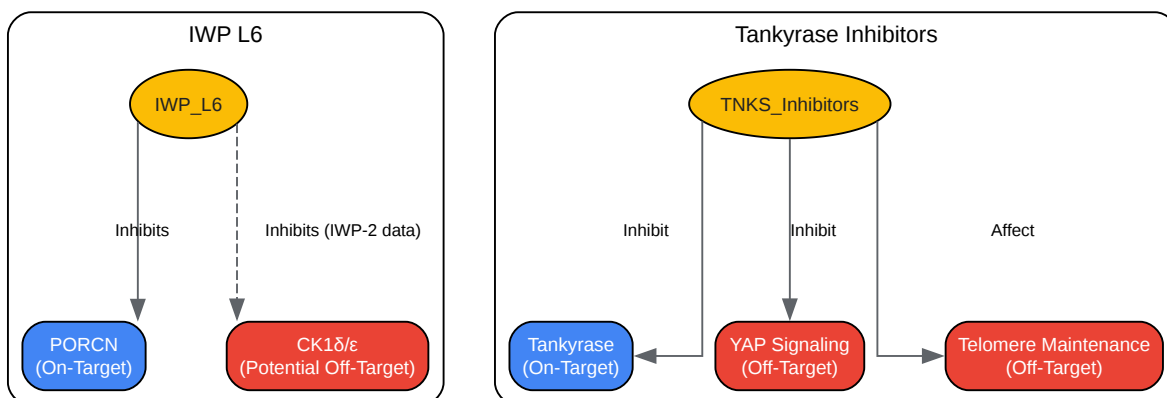 IWP L6
IWP_L6
Inhibits
Inhibits (IWP-2 data)
PORCN
(On-Target)
CK1δ/ε
(Potential Off-Target)
Tankyrase Inhibitors
TNKS_Inhibitors
Inhibit
Inhibit
Affect
Tankyrase
(On-Target)
YAP Signaling
(Off-Target)
Telomere Maintenance
(Off-Target)